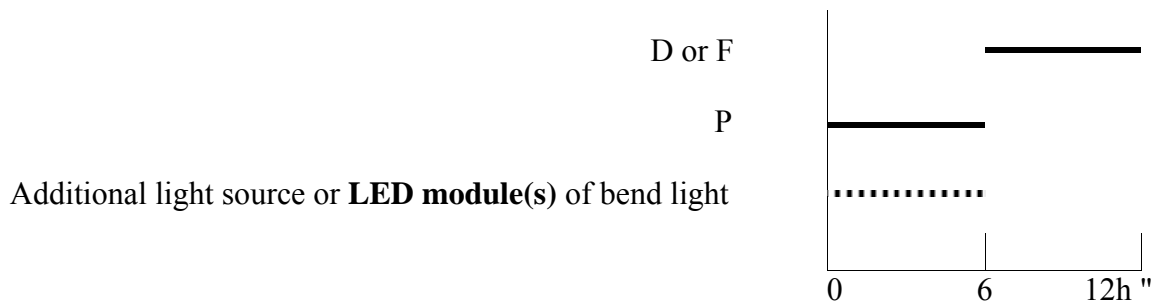 D or F
P
Additional light source or LED module(s) of bend light
0 6 12h "